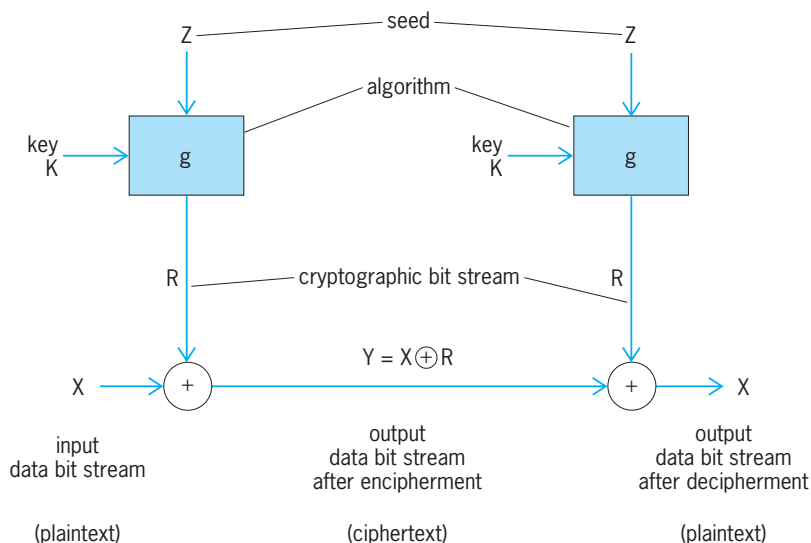 Z seed Z
algorithm
key
K
g
key
K
g
R cryptographic bit stream R
Y = X⊕R
X + + X
input
data bit stream
output
data bit stream
after encipherment
output
data bit stream
after decipherment
(plaintext) (ciphertext) (plaintext)